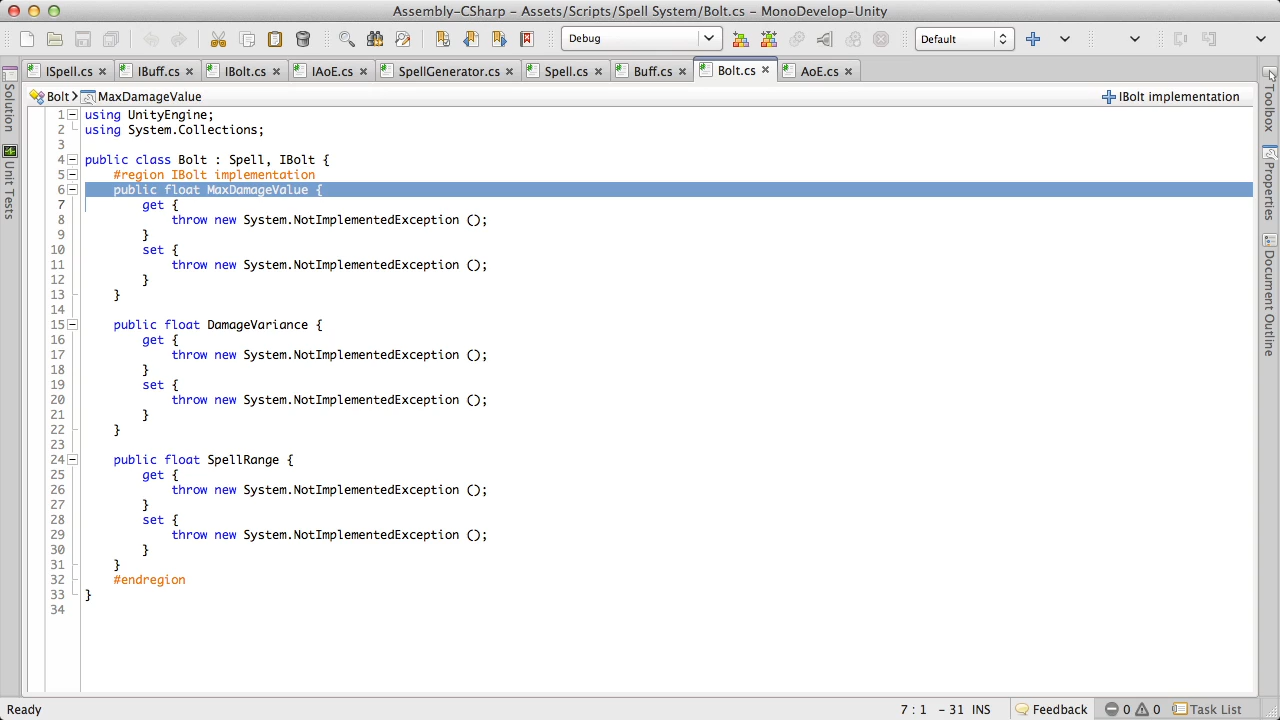 Assembly-CSharp - Assets/Scripts/Spell System/Bolt.cs - MonoDevelop-Unity
Debug
Default
ISpell.cs
IBuff.cs
IBolt.cs
IAoE.cs
SpellGenerator.cs
Spell.cs
Buff.cs
Bolt.cs
AoE.cs
Bolt
MaxDamageValue
IBolt implementation
Solution
Unit Tests
Toolbox
Properties
Document Outline
1 using UnityEngine;
2 using System.Collections;
3
4 public class Bolt : Spell, IBolt {
5 #region IBolt implementation
6 public float MaxDamageValue {
7 get {
8 throw new System.NotImplementedException ();
9 }
10 set {
11 throw new System.NotImplementedException ();
12 }
13 }
14
15 public float DamageVariance {
16 get {
17 throw new System.NotImplementedException ();
18 }
19 set {
20 throw new System.NotImplementedException ();
21 }
22 }
23
24 public float SpellRange {
25 get {
26 throw new System.NotImplementedException ();
27 }
28 set {
29 throw new System.NotImplementedException ();
30 }
31 }
32 #endregion
33 }
34
Ready
7 : 1 - 31 INS
Feedback
0
0
Task List